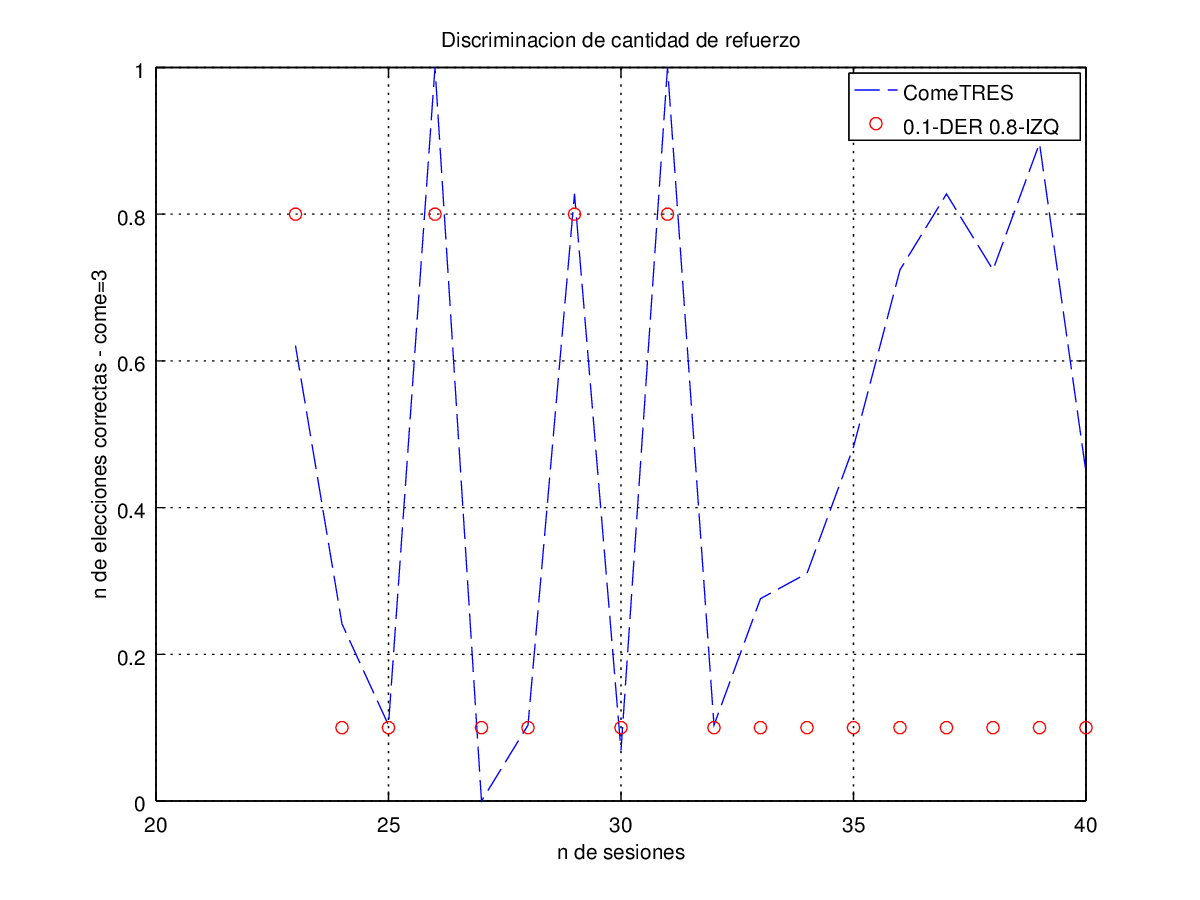 Discriminacion de cantidad de refuerzo
ComeTRES
0.1-DER 0.8-IZQ
n de elecciones correctas - come=3
1
0.8
0.6
0.4
0.2
0
20 25 30 35 40
n de sesiones